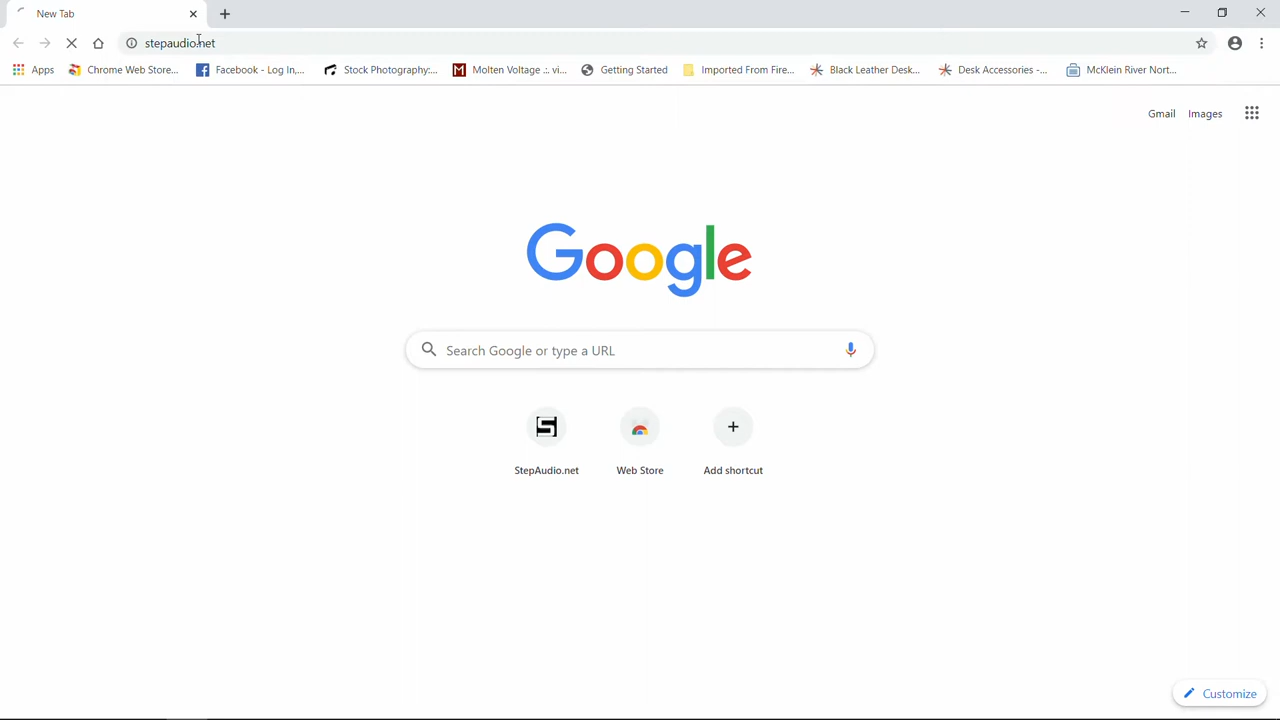 New Tab
stepaudio.net
Apps
Chrome Web Store...
Facebook - Log In,...
Stock Photography:...
Molten Voltage .:. vi...
Getting Started
Imported From Fire...
Black Leather Desk...
Desk Accessories -...
McKlein River Nort...
Gmail
Images
Google
Search Google or type a URL
StepAudio.net
Web Store
Add shortcut
Customize